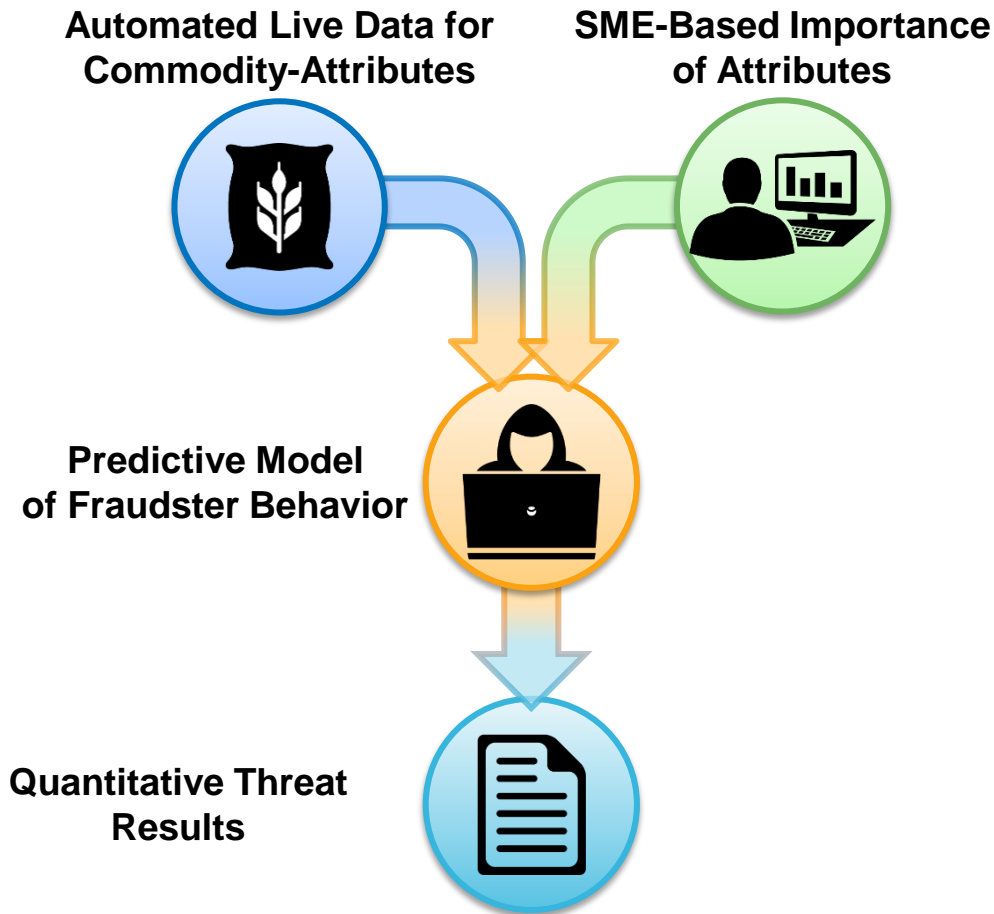 Automated Live Data for
Commodity-Attributes
SME-Based Importance
of Attributes
Predictive Model
of Fraudster Behavior
Quantitative Threat
Results